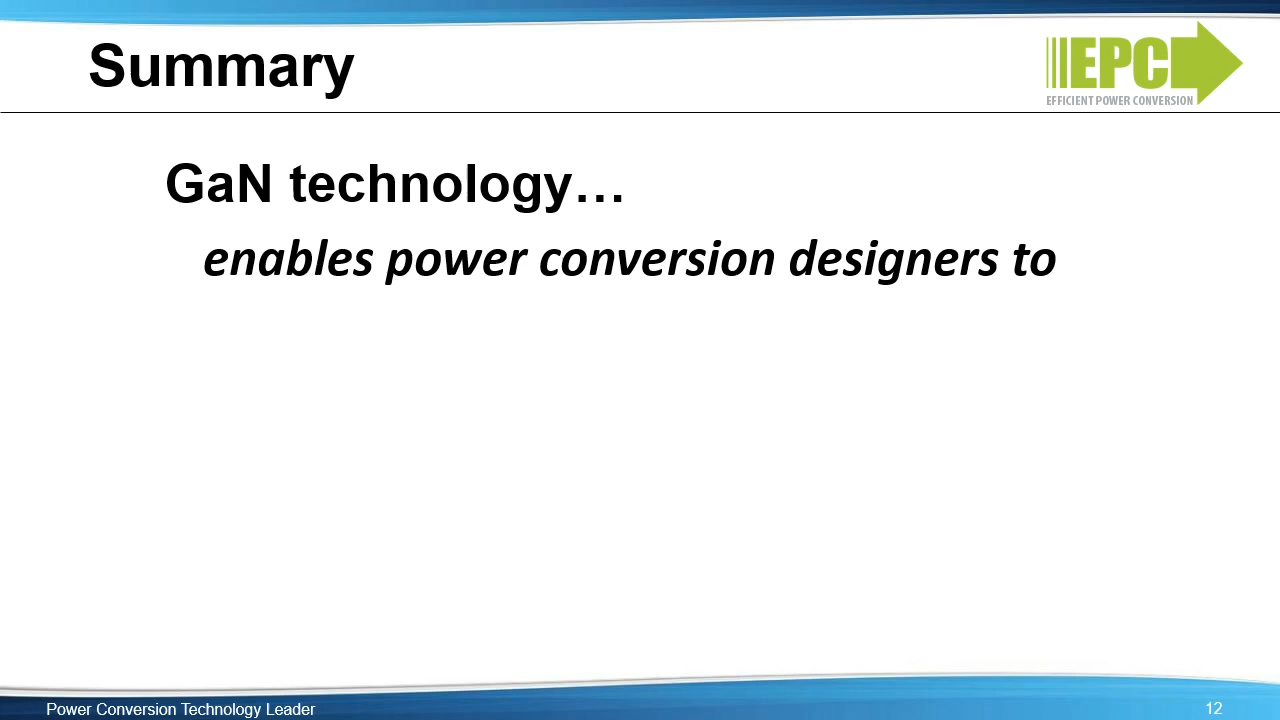 Summary
EPC
EFFICIENT POWER CONVERSION
GaN technology…
enables power conversion designers to
Power Conversion Technology Leader
12